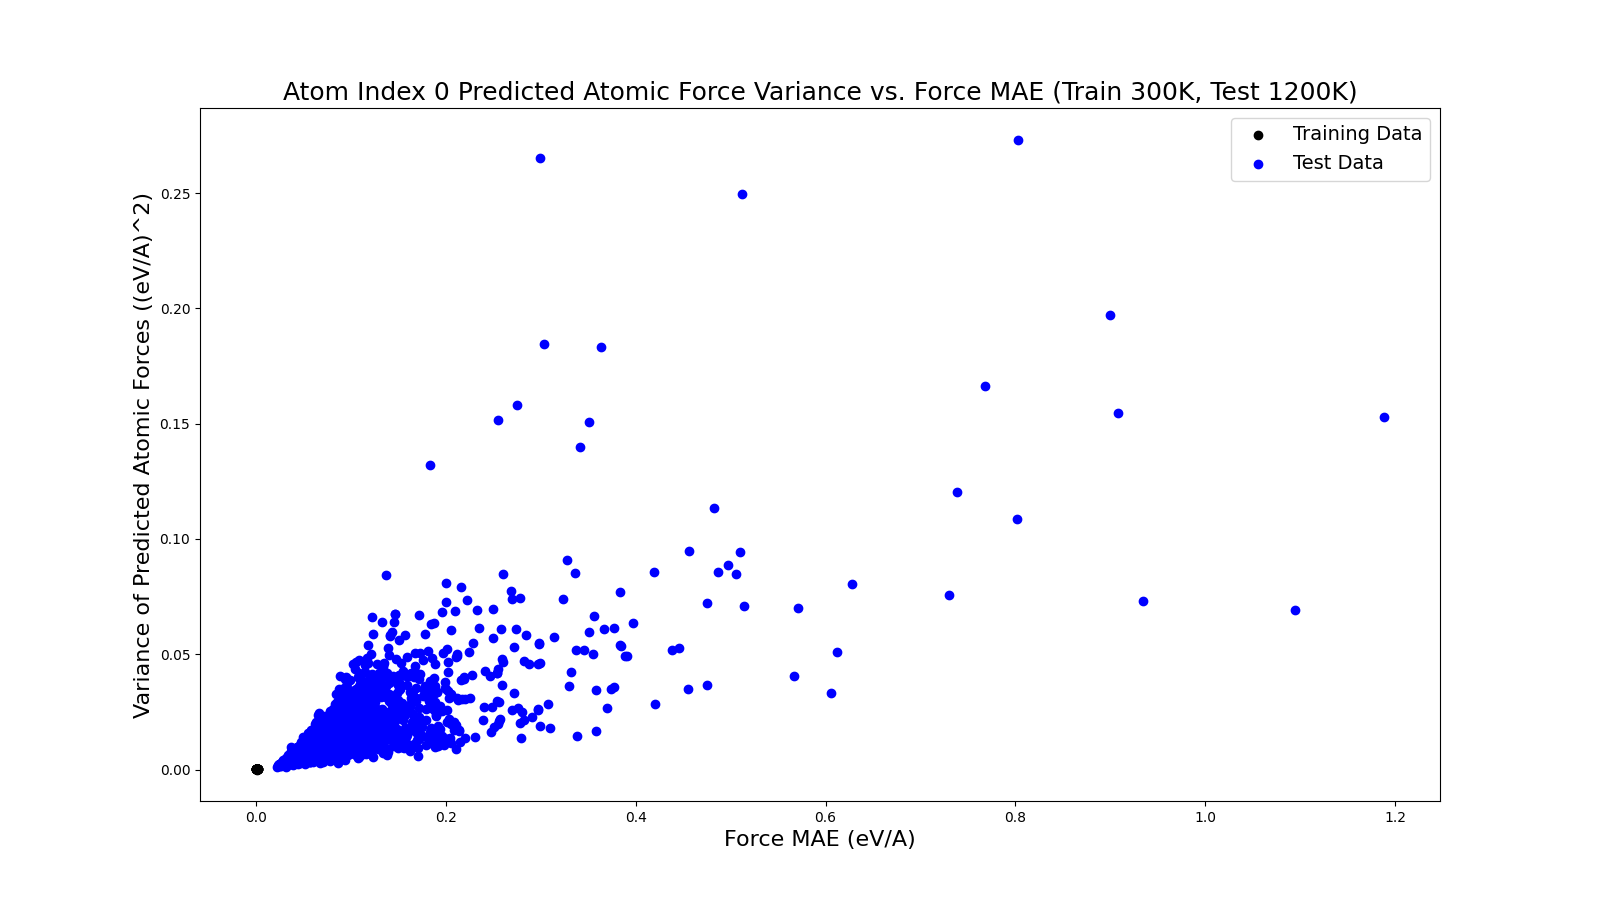 Atom Index 0 Predicted Atomic Force Variance vs. Force MAE (Train 300K, Test 1200K)
Training Data
Test Data
Variance of Predicted Atomic Forces ((eV/A)^2)
0.25
0.20
0.15
0.10
0.05
0.00
0.0
0.2
0.4
0.6
0.8
1.0
1.2
Force MAE (eV/A)